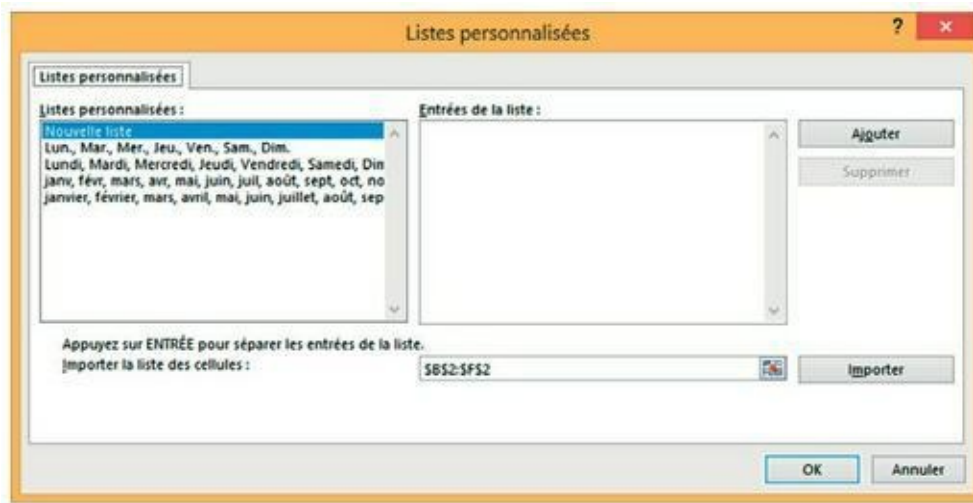 Listes personnalisées
?
×
Listes personnalisées
Listes personnalisées :
Entrées de la liste :
Nouvelle liste
Lun., Mar., Mer., Jeu., Ven., Sam., Dim.
Lundi, Mardi, Mercredi, Jeudi, Vendredi, Samedi, Dim
janv, févr, mars, avr, mai, juin, juil, août, sept, oct, no
janvier, février, mars, avril, mai, juin, juillet, août, sep
Ajouter
Supprimer
Appuyez sur ENTRÉE pour séparer les entrées de la liste.
Importer la liste des cellules :
$B$2:$F$2
Importer
OK
Annuler